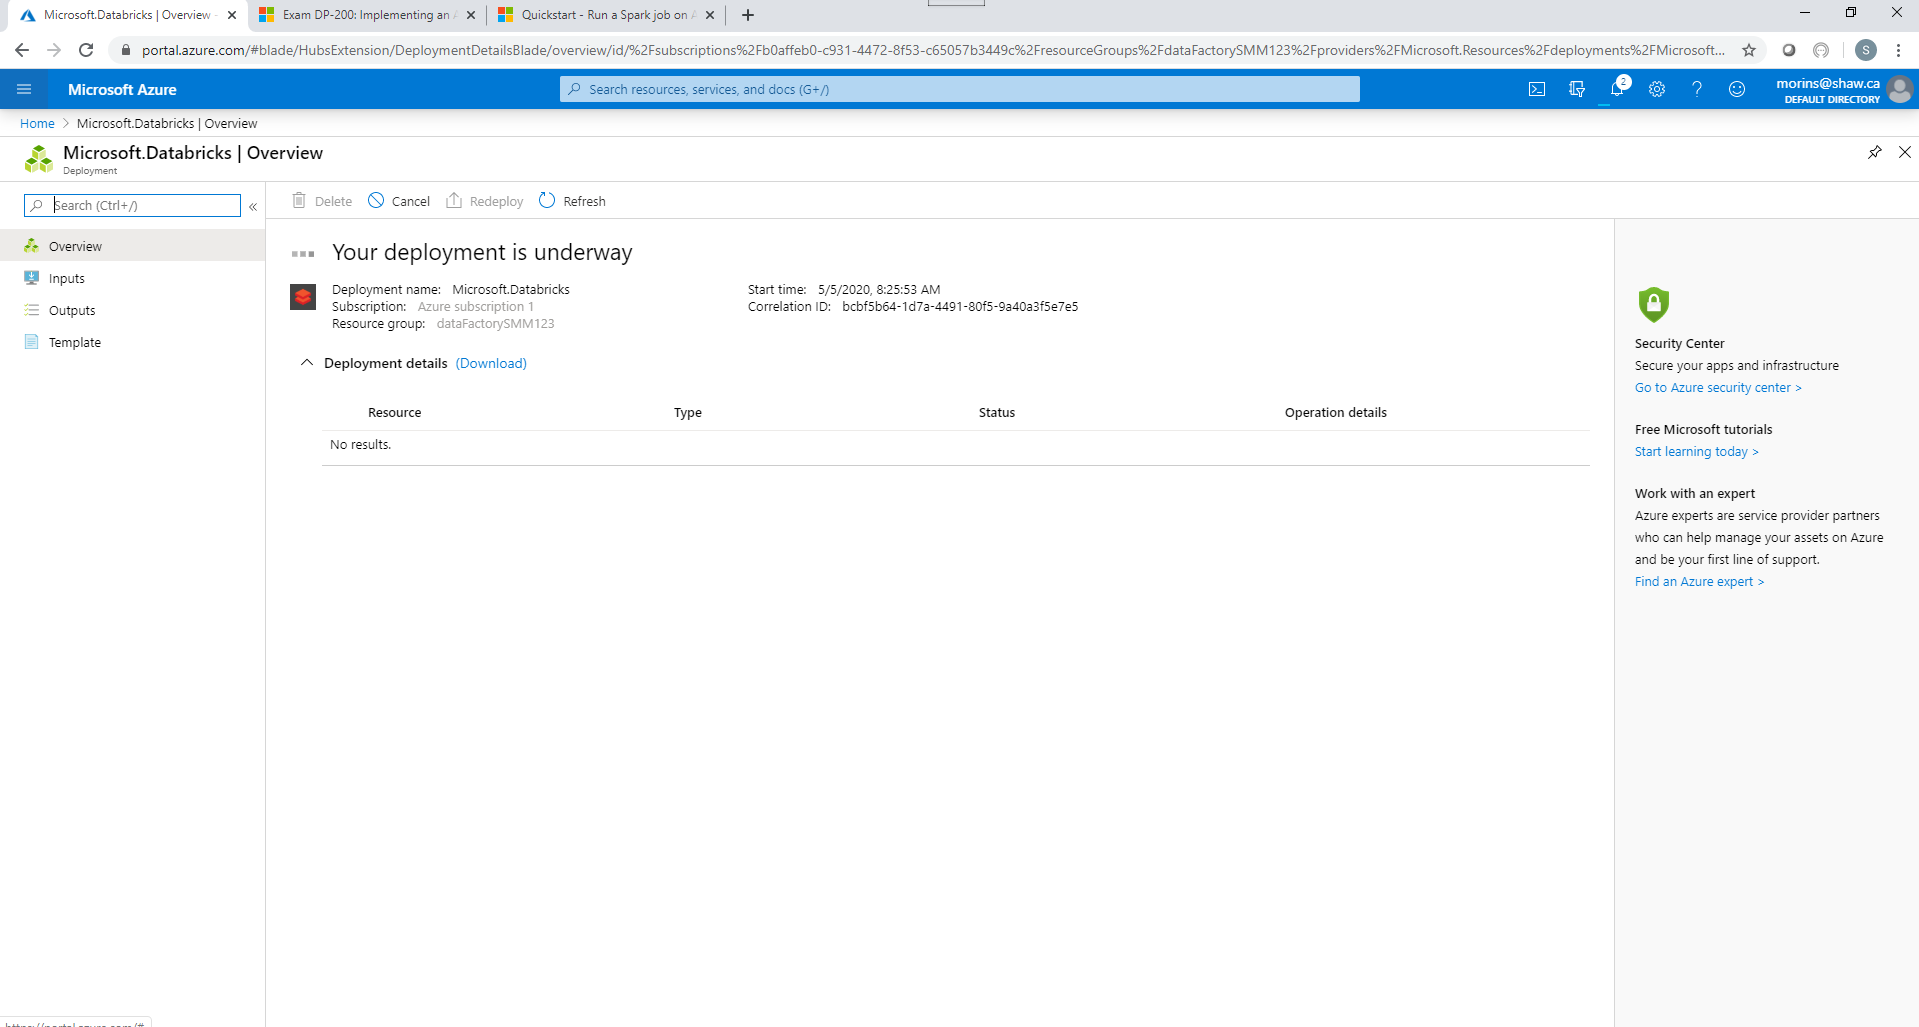 Microsoft.Databricks | Overview -
Exam DP-200: Implementing an A
Quickstart - Run a Spark job on A
portal.azure.com/#blade/HubsExtension/DeploymentDetailsBlade/overview/id/%2Fsubscriptions%2Fb0affeb0-c931-4472-8f53-c65057b3449c%2FresourceGroups%2FdataFactorySMM123%2Fproviders%2FMicrosoft.Resources%2Fdeployments%2FMicrosoft...
S
Microsoft Azure
Search resources, services, and docs (G+/)
2
morins@shaw.ca
DEFAULT DIRECTORY
Home > Microsoft.Databricks | Overview
Microsoft.Databricks | Overview
Deployment
Search (Ctrl+/)
«
Delete
Cancel
Redeploy
Refresh
Overview
Inputs
Outputs
Template
Your deployment is underway
Deployment name: Microsoft.Databricks
Subscription: Azure subscription 1
Resource group: dataFactorySMM123
Start time: 5/5/2020, 8:25:53 AM
Correlation ID: bcbf5b64-1d7a-4491-80f5-9a40a3f5e7e5
Deployment details (Download)
Resource Type Status Operation details
No results.
Security Center
Secure your apps and infrastructure
Go to Azure security center >
Free Microsoft tutorials
Start learning today >
Work with an expert
Azure experts are service provider partners
who can help manage your assets on Azure
and be your first line of support.
Find an Azure expert >
https://portal.azure.com/#